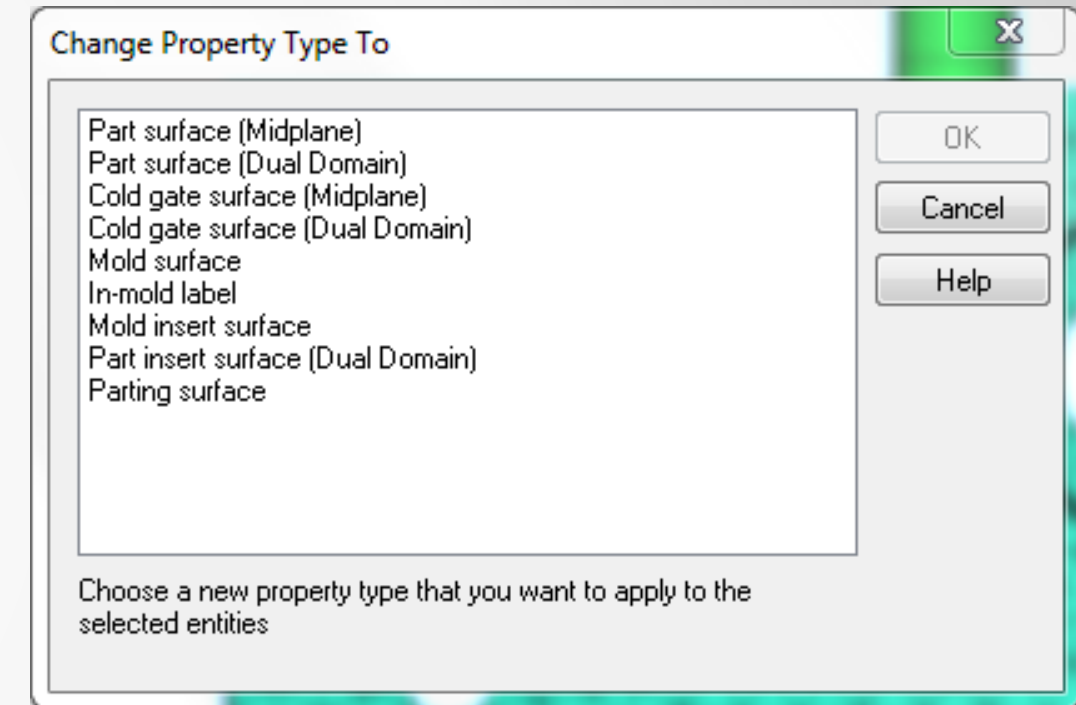 Change Property Type To
Part surface (Midplane)
Part surface (Dual Domain)
Cold gate surface (Midplane)
Cold gate surface (Dual Domain)
Mold surface
In-mold label
Mold insert surface
Part insert surface (Dual Domain)
Parting surface
OK
Cancel
Help
Choose a new property type that you want to apply to the
selected entities